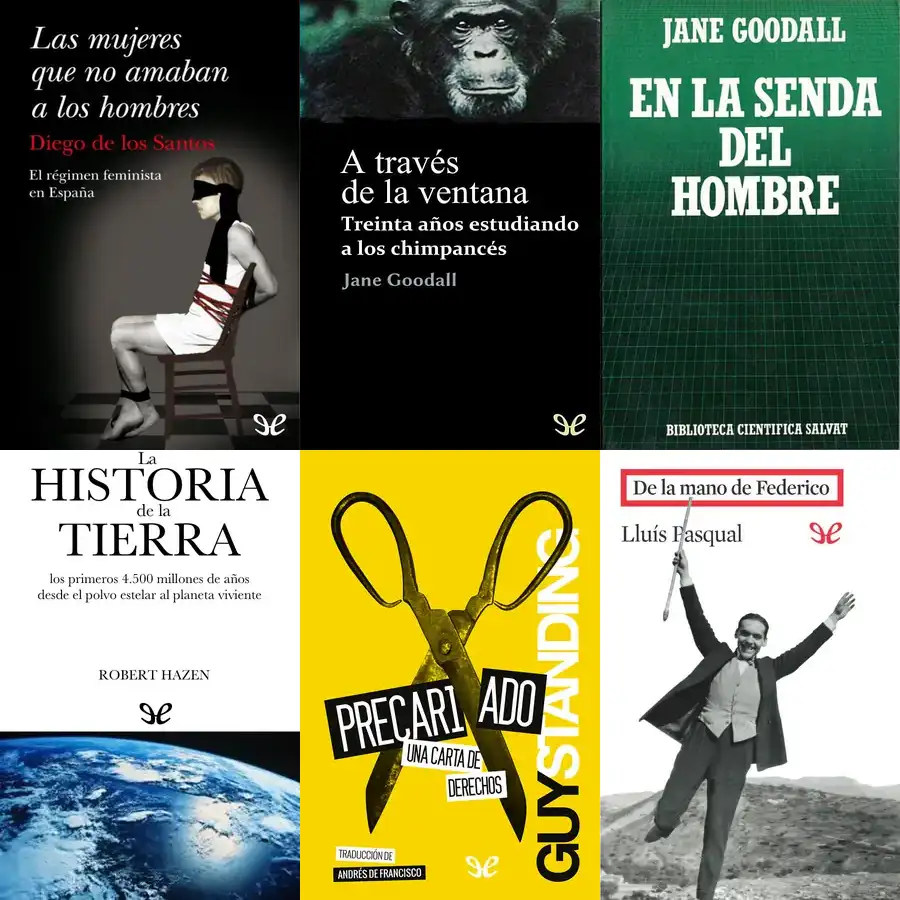 Las mujeres
que no amaban
a los hombres
Diego de los Santos
El régimen feminista
en España
A través
de la ventana
Treinta años estudiando
a los chimpancés
Jane Goodall
JANE GOODALL
EN LA SENDA
DEL
HOMBRE
BIBLIOTECA CIENTIFICA SALVAT
La
HISTORIA
de la
TIERRA
los primeros 4.500 millones de años
desde el polvo estelar al planeta viviente
ROBERT HAZEN
PRECARIADO
UNA CARTA DE
DERECHOS
GUYSTANDING
TRADUCCIÓN DE
ANDRÉS DE FRANCISCO
De la mano de Federico
Lluís Pasqual